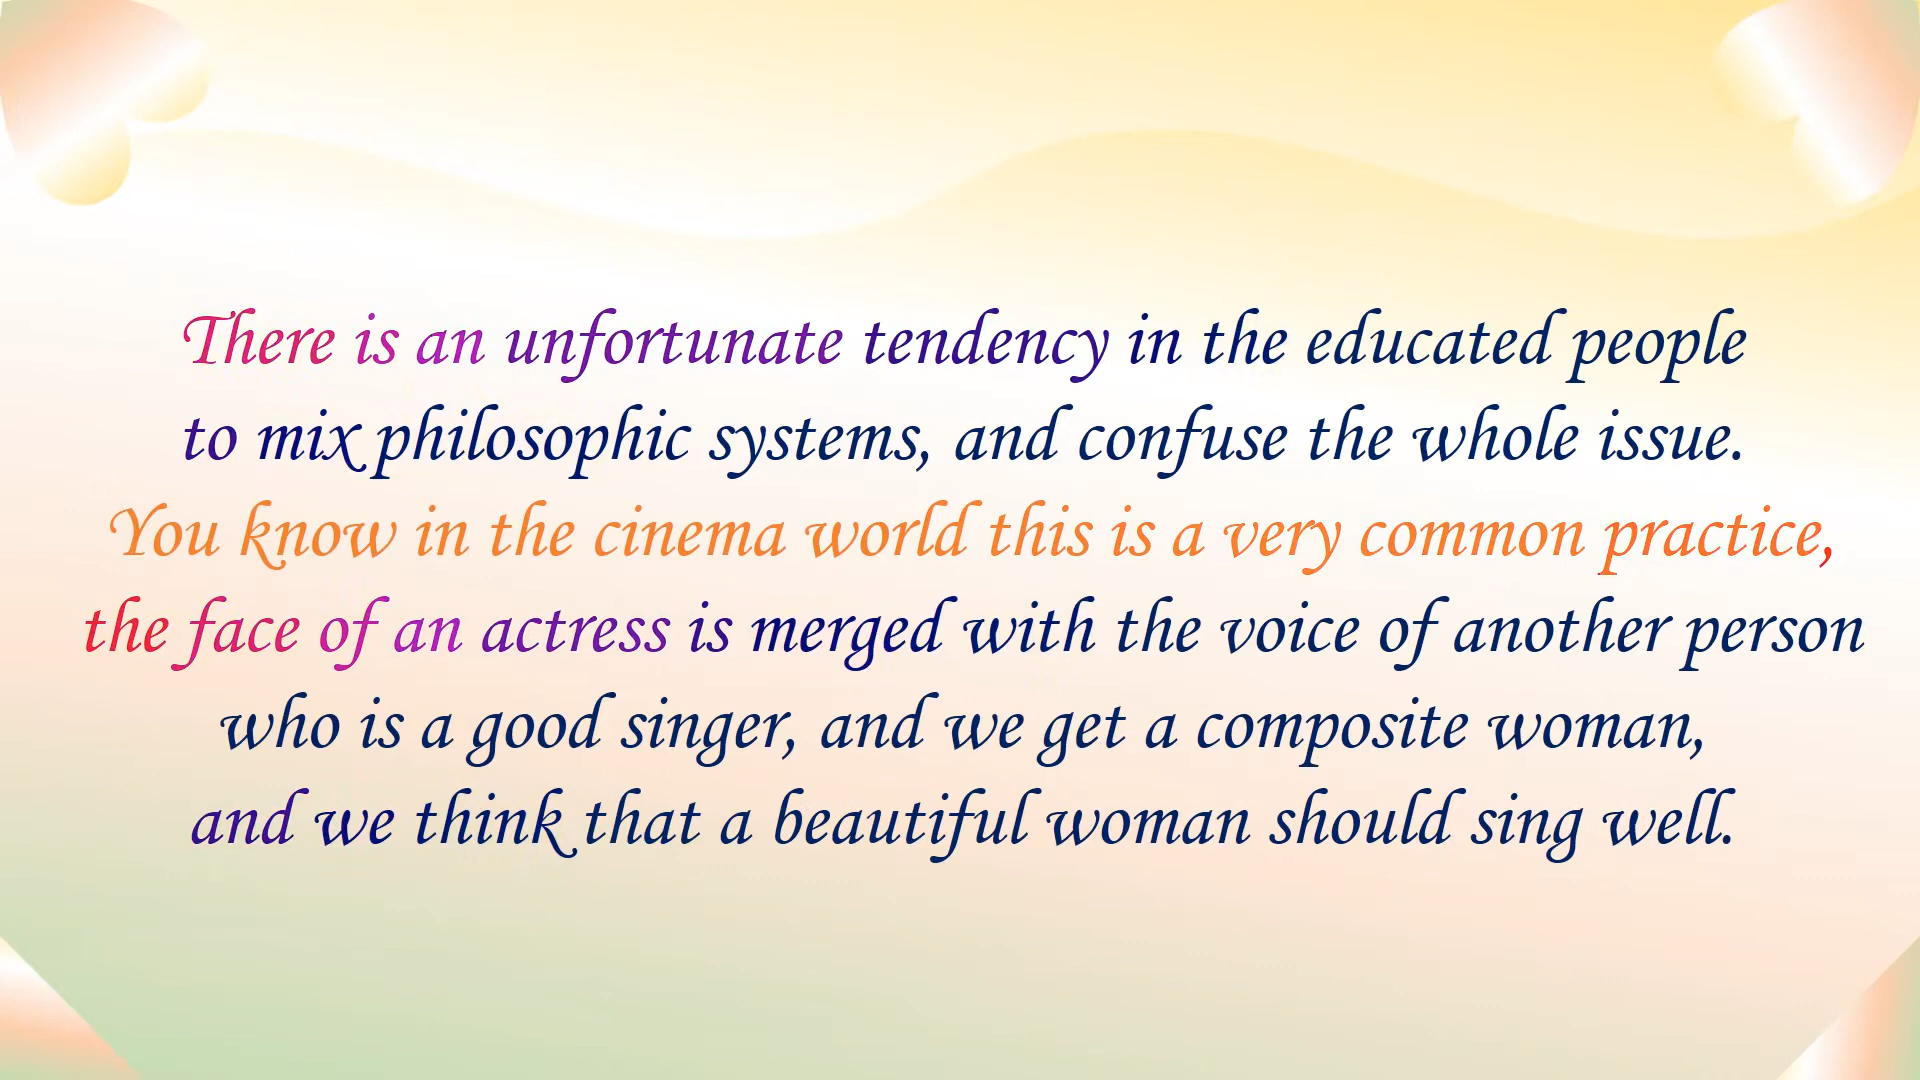 There is an unfortunate tendency in the educated people
to mix philosophic systems, and confuse the whole issue.
You know in the cinema world this is a very common practice,
the face of an actress is merged with the voice of another person
who is a good singer, and we get a composite woman,
and we think that a beautiful woman should sing well.